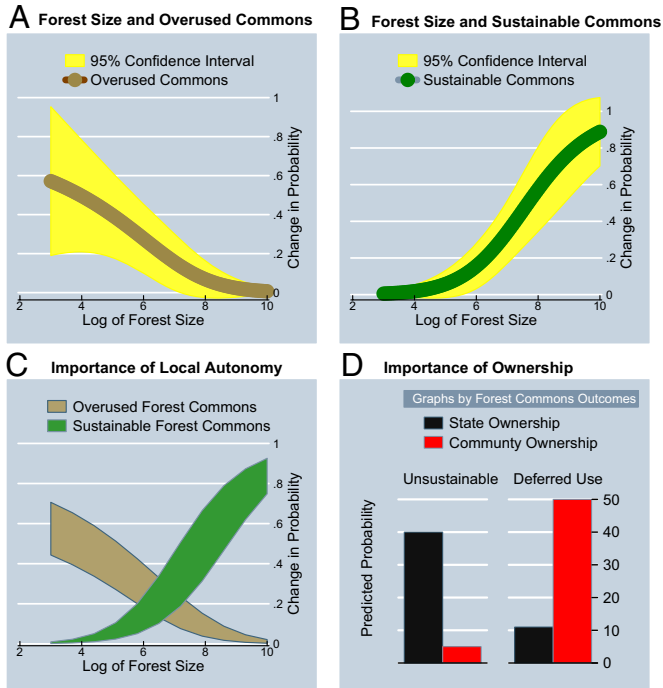 A Forest Size and Overused Commons
95% Confidence Interval
Overused Commons
1
.8
.6
.4
.2
0
Change in Probability
2 4 6 8 10
Log of Forest Size
B Forest Size and Sustainable Commons
95% Confidence Interval
Sustainable Commons
1
.8
.6
.4
.2
0
Change in Probability
2 4 6 8 10
Log of Forest Size
C Importance of Local Autonomy
Overused Forest Commons
Sustainable Forest Commons
1
.8
.6
.4
.2
0
Change in Probability
2 4 6 8 10
Log of Forest Size
D Importance of Ownership
Graphs by Forest Commons Outcomes
State Ownership
Communty Ownership
Unsustainable Deferred Use
50
40
30
20
10
0
Predicted Probability